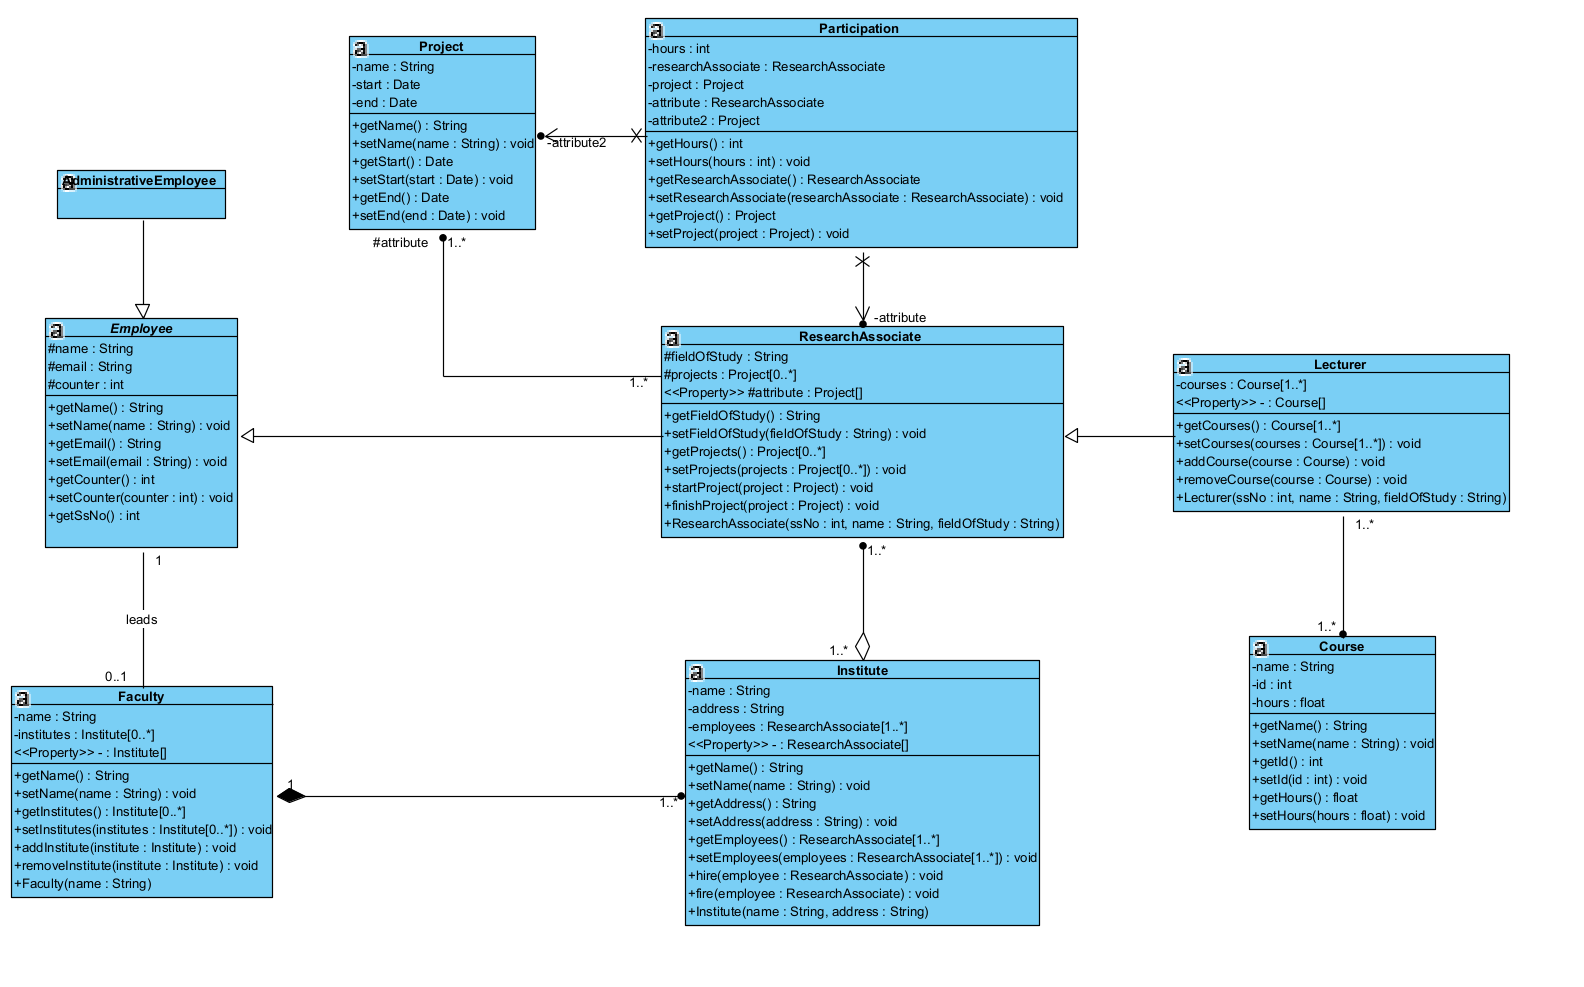 Project
-name : String
-start : Date
-end : Date
+getName() : String
+setName(name : String) : void
+getStart() : Date
+setStart(start : Date) : void
+getEnd() : Date
+setEnd(end : Date) : void
Participation
-hours : int
-researchAssociate : ResearchAssociate
-project : Project
-attribute : ResearchAssociate
-attribute2 : Project
+getHours() : int
+setHours(hours : int) : void
+getResearchAssociate() : ResearchAssociate
+setResearchAssociate(researchAssociate : ResearchAssociate) : void
+getProject() : Project
+setProject(project : Project) : void
-attribute2
AdministrativeEmployee
#attribute
1..*
-attribute
1..*
Employee
#name : String
#email : String
#counter : int
+getName() : String
+setName(name : String) : void
+getEmail() : String
+setEmail(email : String) : void
+getCounter() : int
+setCounter(counter : int) : void
+getSsNo() : int
ResearchAssociate
#fieldOfStudy : String
#projects : Project[0..*]
<<Property>> #attribute : Project[]
+getFieldOfStudy() : String
+setFieldOfStudy(fieldOfStudy : String) : void
+getProjects() : Project[0..*]
+setProjects(projects : Project[0..*]) : void
+startProject(project : Project) : void
+finishProject(project : Project) : void
+ResearchAssociate(ssNo : int, name : String, fieldOfStudy : String)
Lecturer
-courses : Course[1..*]
<<Property>> - : Course[]
+getCourses() : Course[1..*]
+setCourses(courses : Course[1..*]) : void
+addCourse(course : Course) : void
+removeCourse(course : Course) : void
+Lecturer(ssNo : int, name : String, fieldOfStudy : String)
1
leads
0..1
1..*
1..*
1..*
1..*
Faculty
-name : String
-institutes : Institute[0..*]
<<Property>> - : Institute[]
+getName() : String
+setName(name : String) : void
+getInstitutes() : Institute[0..*]
+setInstitutes(institutes : Institute[0..*]) : void
+addInstitute(institute : Institute) : void
+removeInstitute(institute : Institute) : void
+Faculty(name : String)
1
1..*
Institute
-name : String
-address : String
-employees : ResearchAssociate[1..*]
<<Property>> - : ResearchAssociate[]
+getName() : String
+setName(name : String) : void
+getAddress() : String
+setAddress(address : String) : void
+getEmployees() : ResearchAssociate[1..*]
+setEmployees(employees : ResearchAssociate[1..*]) : void
+hire(employee : ResearchAssociate) : void
+fire(employee : ResearchAssociate) : void
+Institute(name : String, address : String)
Course
-name : String
-id : int
-hours : float
+getName() : String
+setName(name : String) : void
+getId() : int
+setId(id : int) : void
+getHours() : float
+setHours(hours : float) : void